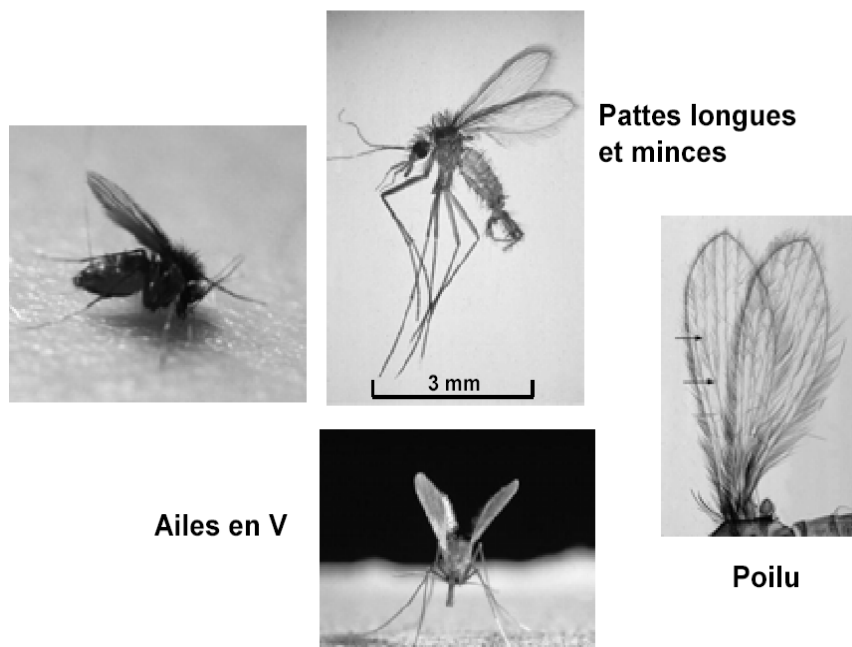 Pattes longues
et minces
3 mm
Ailes en V
Poilu